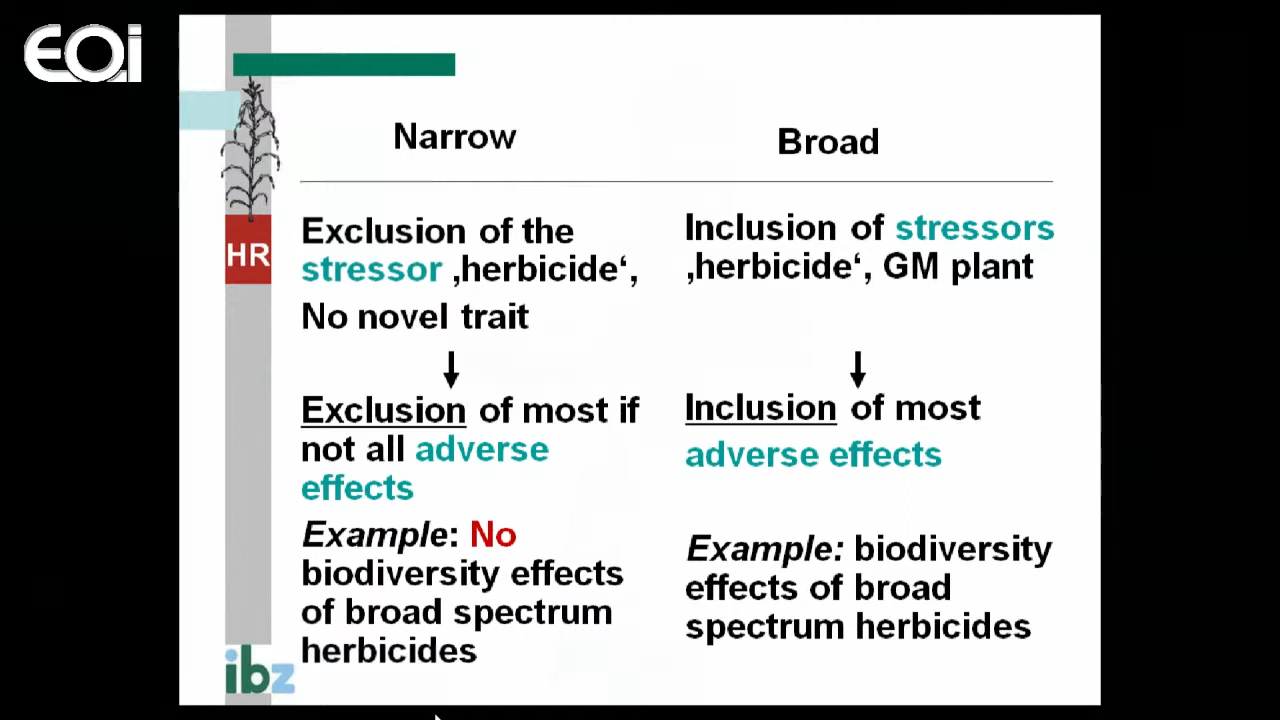 EOi
Narrow
Broad
Exclusion of the
stressor ‚herbicide‘,
No novel trait
Exclusion of most if
not all adverse
effects
Example: No
biodiversity effects
of broad spectrum
herbicides
Inclusion of stressors
‚herbicide‘, GM plant
Inclusion of most
adverse effects
Example: biodiversity
effects of broad
spectrum herbicides
HR
ibz